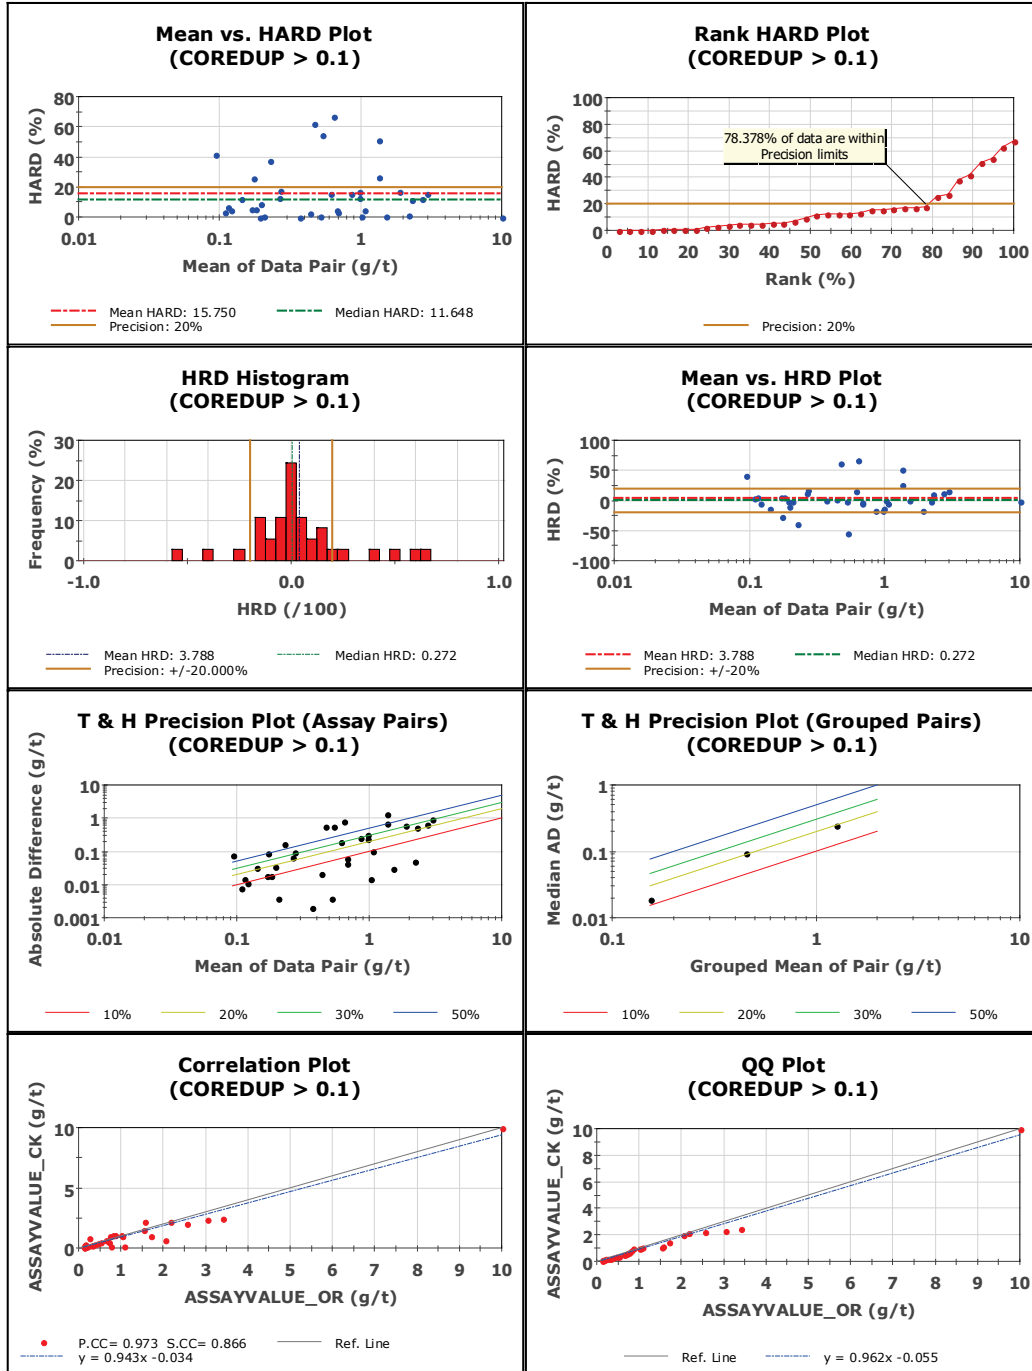 Mean vs. HARD Plot
(COREDUP > 0.1)
HARD (%)
80
60
40
20
0
0.01
0.1
1
10
Mean of Data Pair (g/t)
Mean HARD: 15.750
Median HARD: 11.648
Precision: 20%
Rank HARD Plot
(COREDUP > 0.1)
HARD (%)
100
80
60
40
20
0
78.378% of data are within
Precision limits
0 10 20 30 40 50 60 70 80 90 100
Rank (%)
Precision: 20%
HRD Histogram
(COREDUP > 0.1)
Frequency (%)
30
20
10
0
-1.0 0.0 1.0
HRD (/100)
Mean HRD: 3.788
Median HRD: 0.272
Precision: +/-20.000%
Mean vs. HRD Plot
(COREDUP > 0.1)
HRD (%)
100
50
0
-50
-100
0.01 0.1 1 10
Mean of Data Pair (g/t)
Mean HRD: 3.788
Median HRD: 0.272
Precision: +/-20%
T & H Precision Plot (Assay Pairs)
(COREDUP > 0.1)
Absolute Difference (g/t)
10
1
0.1
0.01
0.001
0.01 0.1 1 10
Mean of Data Pair (g/t)
10% 20% 30% 50%
T & H Precision Plot (Grouped Pairs)
(COREDUP > 0.1)
Median AD (g/t)
1
0.1
0.01
0.1 1 10
Grouped Mean of Pair (g/t)
10% 20% 30% 50%
Correlation Plot
(COREDUP > 0.1)
ASSAYVALUE_CK (g/t)
10
5
0
0 1 2 3 4 5 6 7 8 9 10
ASSAYVALUE_OR (g/t)
P.CC= 0.973 S.CC= 0.866
Ref. Line
y = 0.943x -0.034
QQ Plot
(COREDUP > 0.1)
ASSAYVALUE_CK (g/t)
10
8
6
4
2
0
0 1 2 3 4 5 6 7 8 9 10
ASSAYVALUE_OR (g/t)
Ref. Line
y = 0.962x -0.055